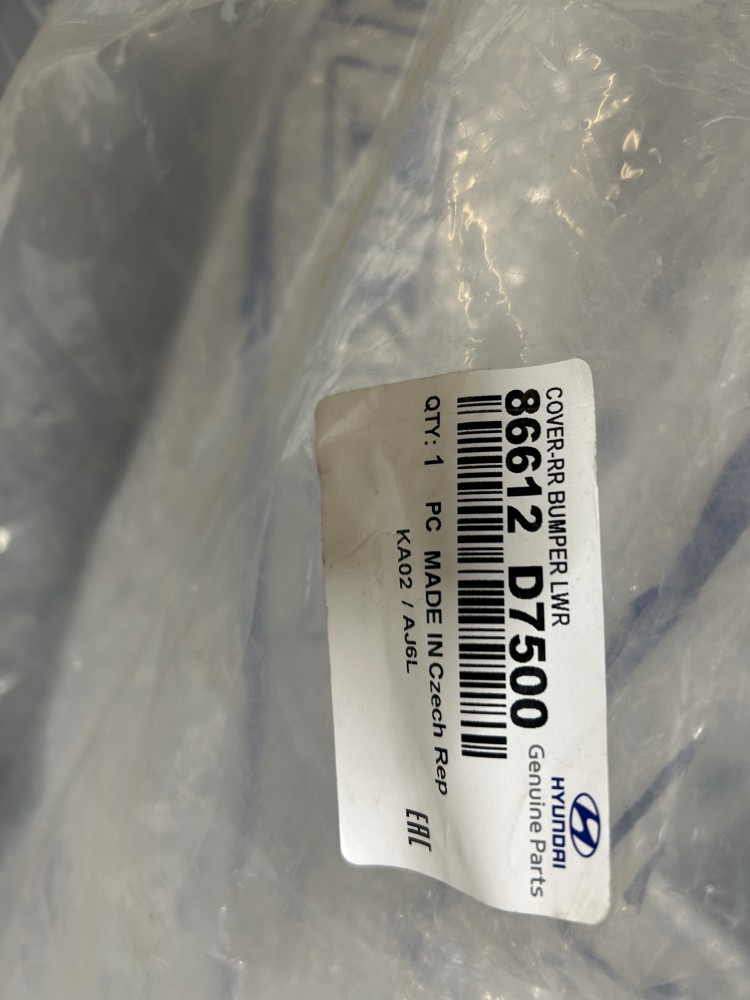 COVER-RR BUMPER LWR
86612 D7500
HYUNDAI
Genuine Parts
QTY: 1 PC MADE IN Czech Rep
KA02 / AJ6L
EAC